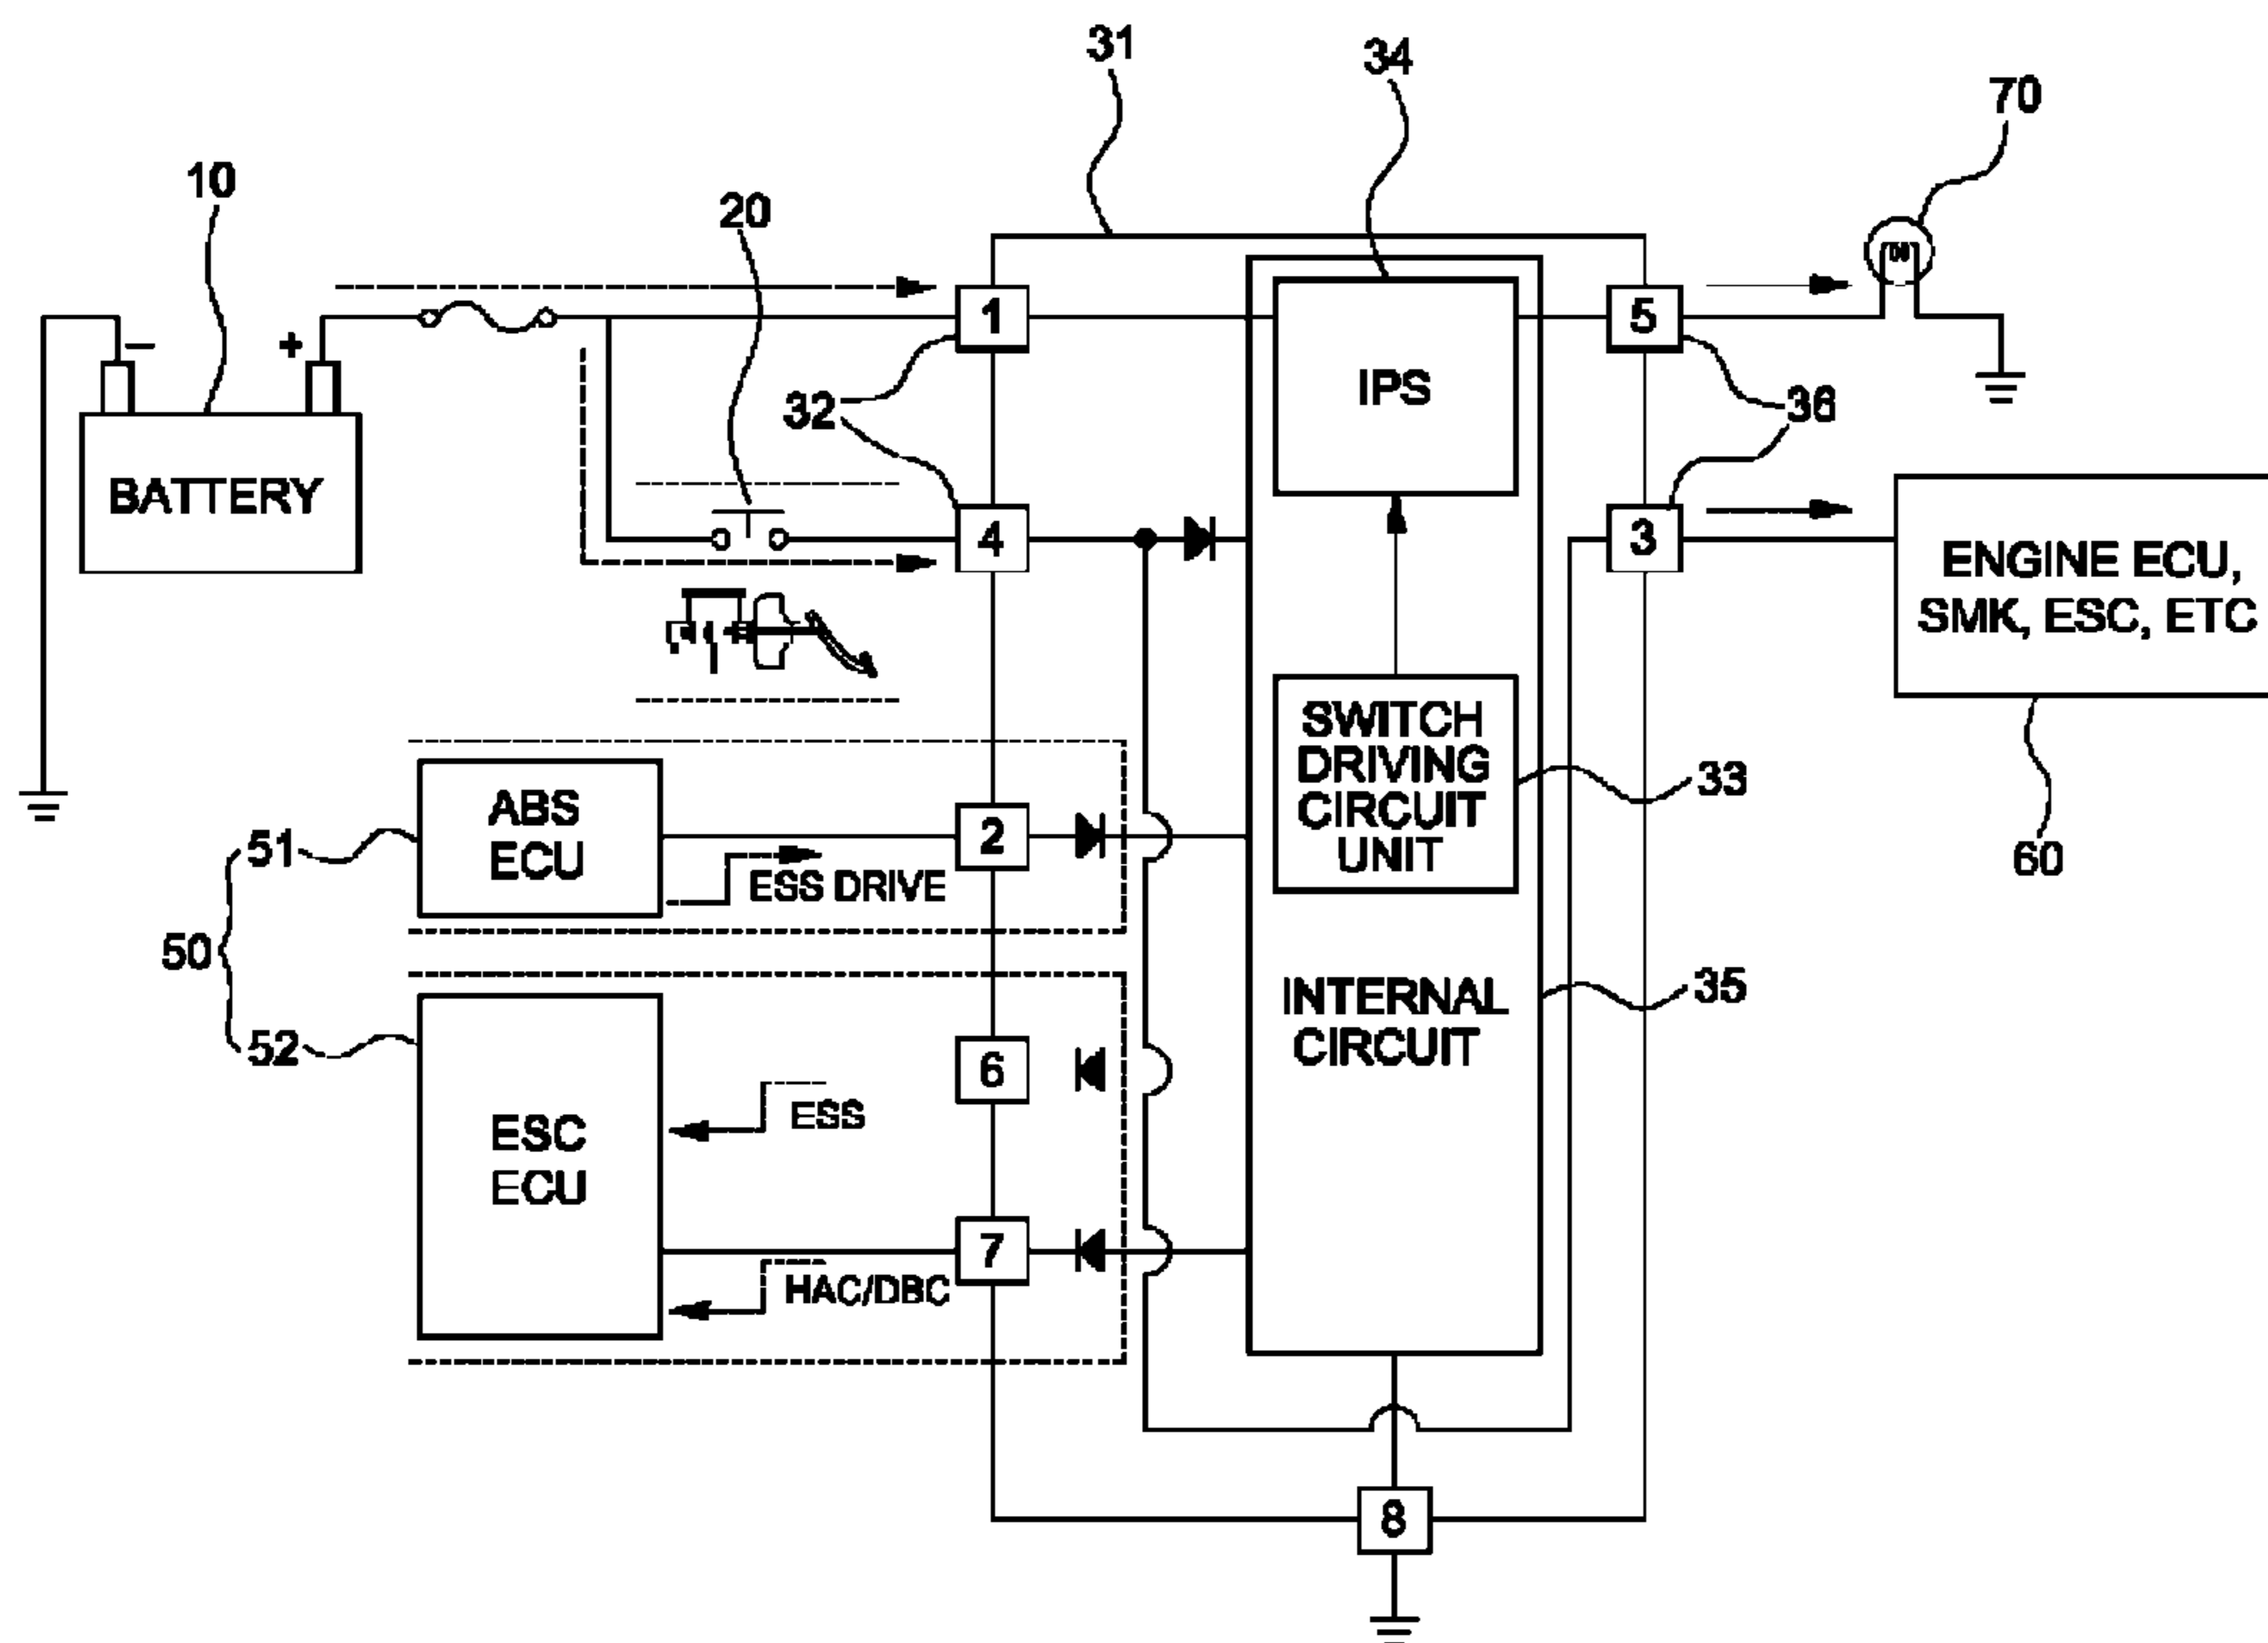 31
34
70
10
20
1
5
− +
32
IPS
36
BATTERY
4
3
ENGINE ECU,
SMK, ESC, ETC
SWITCH
DRIVING
CIRCUIT
UNIT
33
60
51
ABS
ECU
2
ESS DRIVE
50
52
INTERNAL
CIRCUIT
35
6
ESS
ESC
ECU
7
HAC/DBC
8